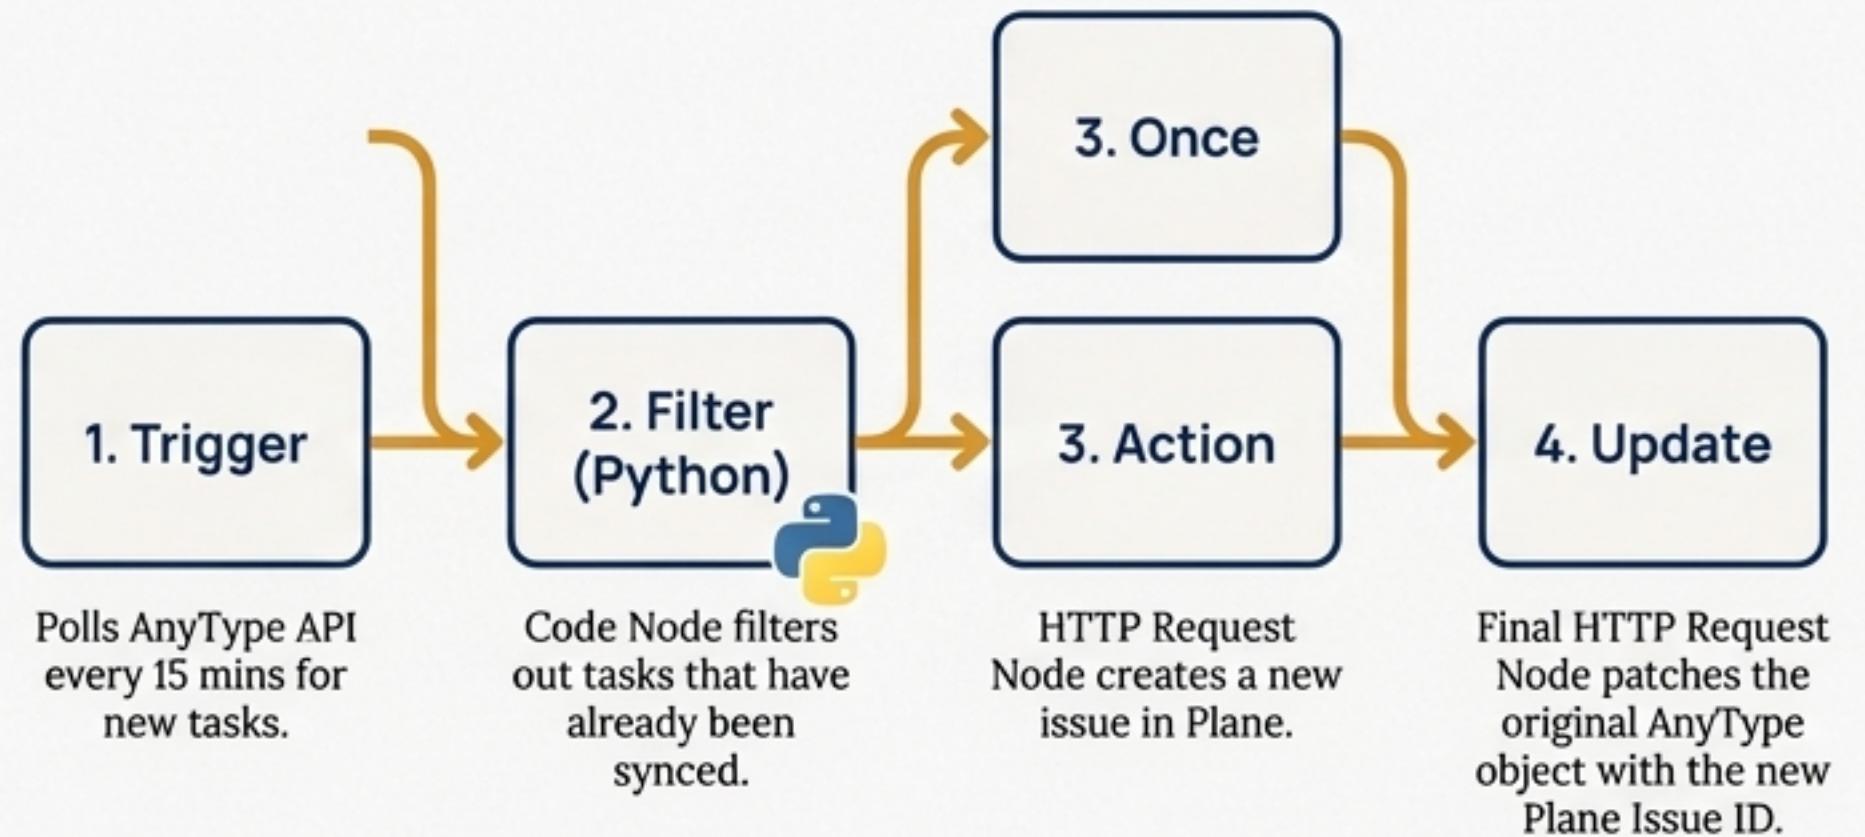 3. Once
1. Trigger
2. Filter
(Python)
3. Action
4. Update
Polls AnyType API
every 15 mins for
new tasks.
Code Node filters
out tasks that have
already been
synced.
HTTP Request
Node creates a new
issue in Plane.
Final HTTP Request
Node patches the
original AnyType
object with the new
Plane Issue ID.